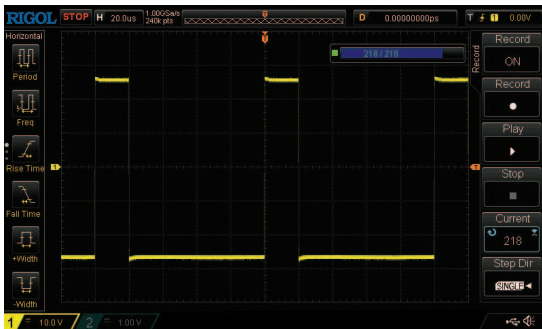 RIGOL STOP H 20.0us 1.00GSa/s 240k pts D 0.00000000ps T 1 0.00V
Horizontal
Period
Freq
Rise Time
Fall Time
+Width
-Width
218 / 218
Record
Record
ON
Record
Play
Stop
Current
218
Step Dir
SINGLE
1
T
1 = 10.0 V 2 = 1.00 V